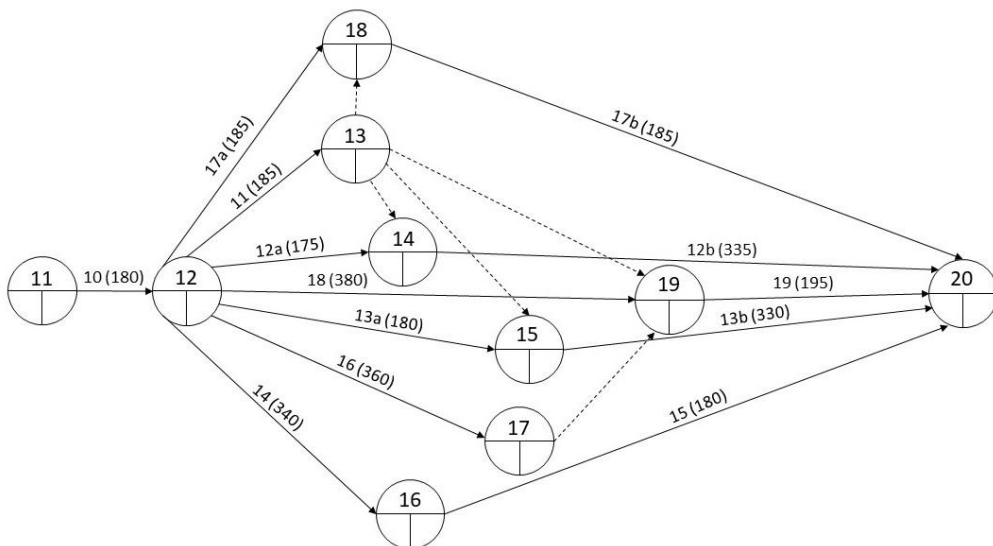 18
17a (185)
17b (185)
13
11 (185)
12a (175)
14
12b (335)
11
10 (180)
12
18 (380)
19
19 (195)
20
13a (180)
15
13b (330)
16 (360)
17
14 (340)
15 (180)
16